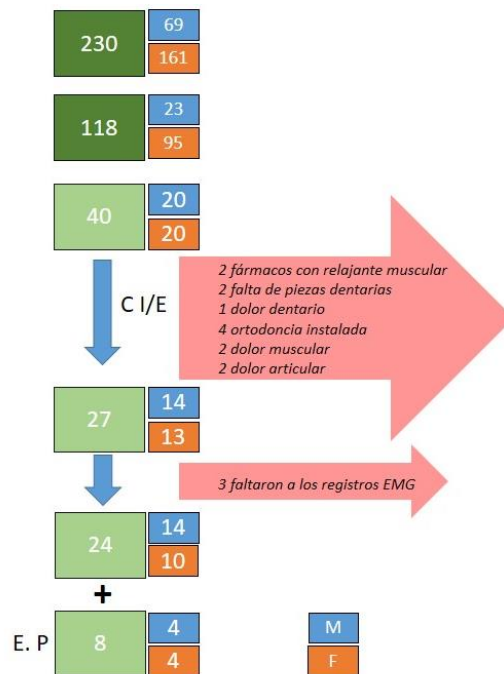 230
69
161
118
23
95
40
20
20
C I/E
2 fármacos con relajante muscular
2 falta de piezas dentarias
1 dolor dentario
4 ortodoncia instalada
2 dolor muscular
2 dolor articular
27
14
13
3 faltaron a los registros EMG
24
14
10
+
E. P
8
4
4
M
F